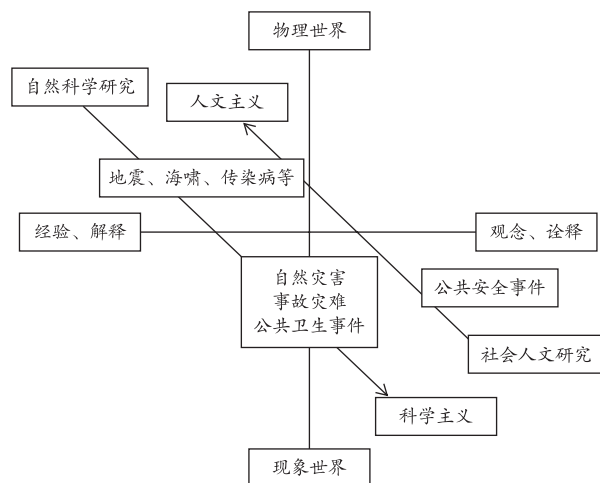 物理世界
自然科学研究
人文主义
地震、海啸、传染病等
经验、解释
观念、诠释
自然灾害
事故灾难
公共卫生事件
公共安全事件
社会人文研究
科学主义
现象世界